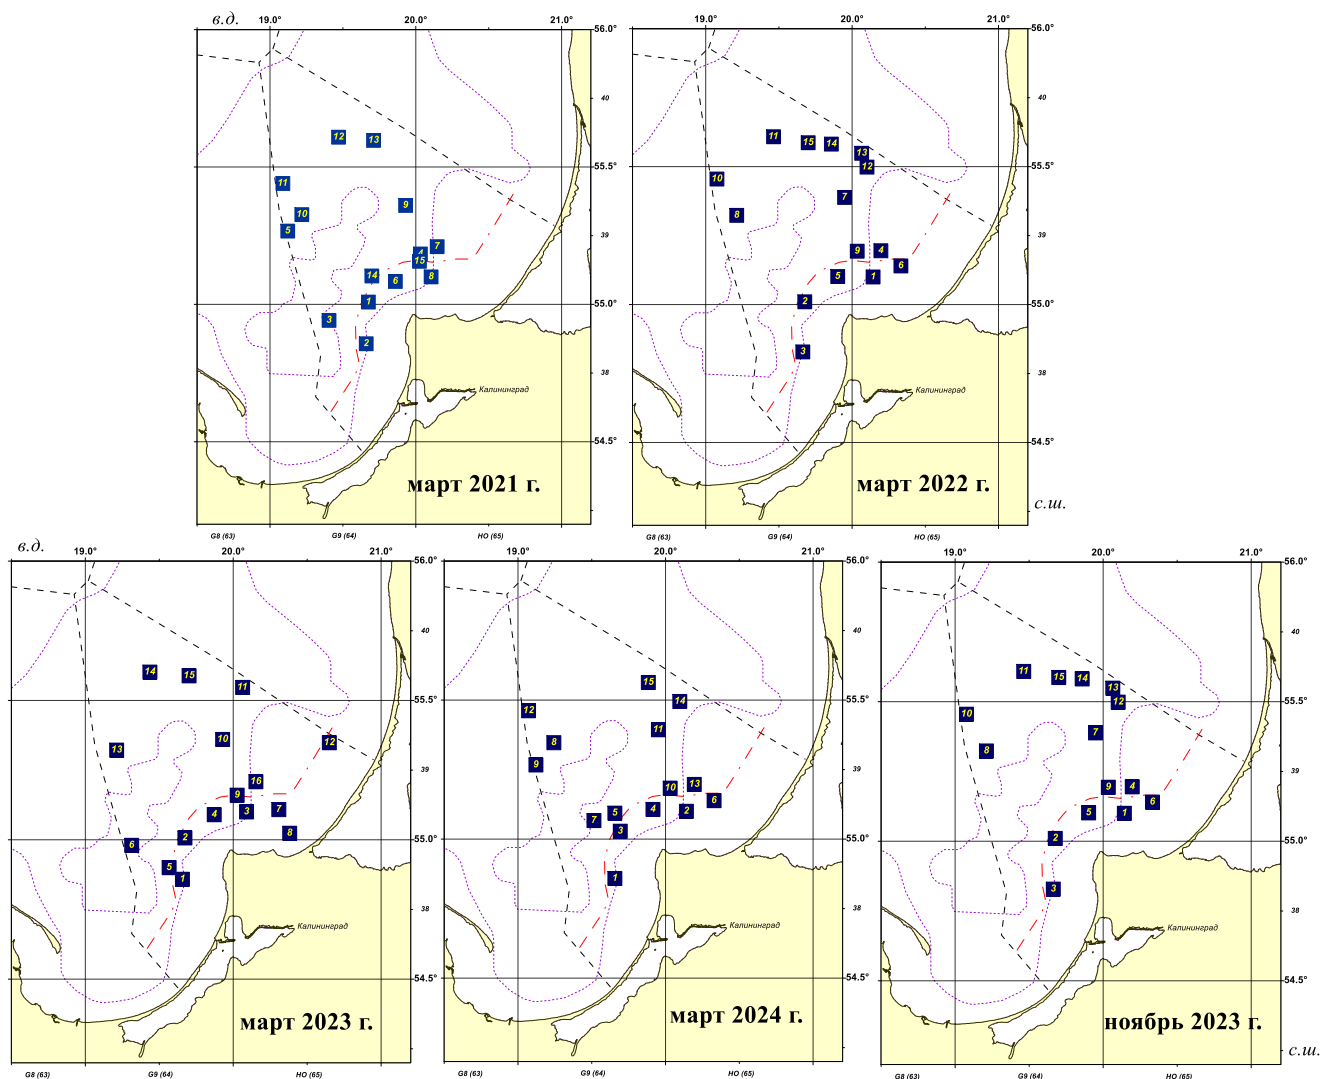 в.д. 19.0° 20.0° 21.0° 19.0° 20.0° 21.0°
56.0° 56.0°
40 40
12 13 11 15 14 13 12
55.5° 55.5°
11 10 5 9 10 8 7
39 39
7 4 15 14 6 8 9 4 6 5 1
55.0° 55.0°
1 3 2 2 3
38 38
Калининград Калининград
54.5° 54.5°
март 2021 г. март 2022 г.
с.ш.
G8 (63) G9 (64) HO (65) G8 (63) G9 (64) HO (65)
в.д. 19.0° 20.0° 21.0° 19.0° 20.0° 21.0° 19.0° 20.0° 21.0°
56.0° 56.0° 56.0°
40 40 40
14 15 11 15 14 11 15 14 13 12
55.5° 55.5° 55.5°
13 10 12 12 8 9 11 10 8 7
39 39 39
16 9 4 3 7 8 10 13 6 5 7 4 2 3 9 4 6 5 1
55.0° 55.0° 55.0°
2 6 5 1 1 2 3
38 38 38
Калининград Калининград Калининград
54.5° 54.5° 54.5°
март 2023 г. март 2024 г. ноябрь 2023 г.
с.ш.
G8 (63) G9 (64) HO (65) G8 (63) G9 (64) HO (65) G8 (63) G9 (64) HO (65)